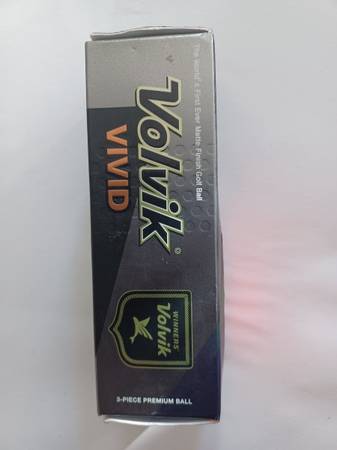 The World's First Ever Matte Finish Golf Ball
Volvik
VIVID
©
WINNERS
Volvik
3-PIECE PREMIUM BALL